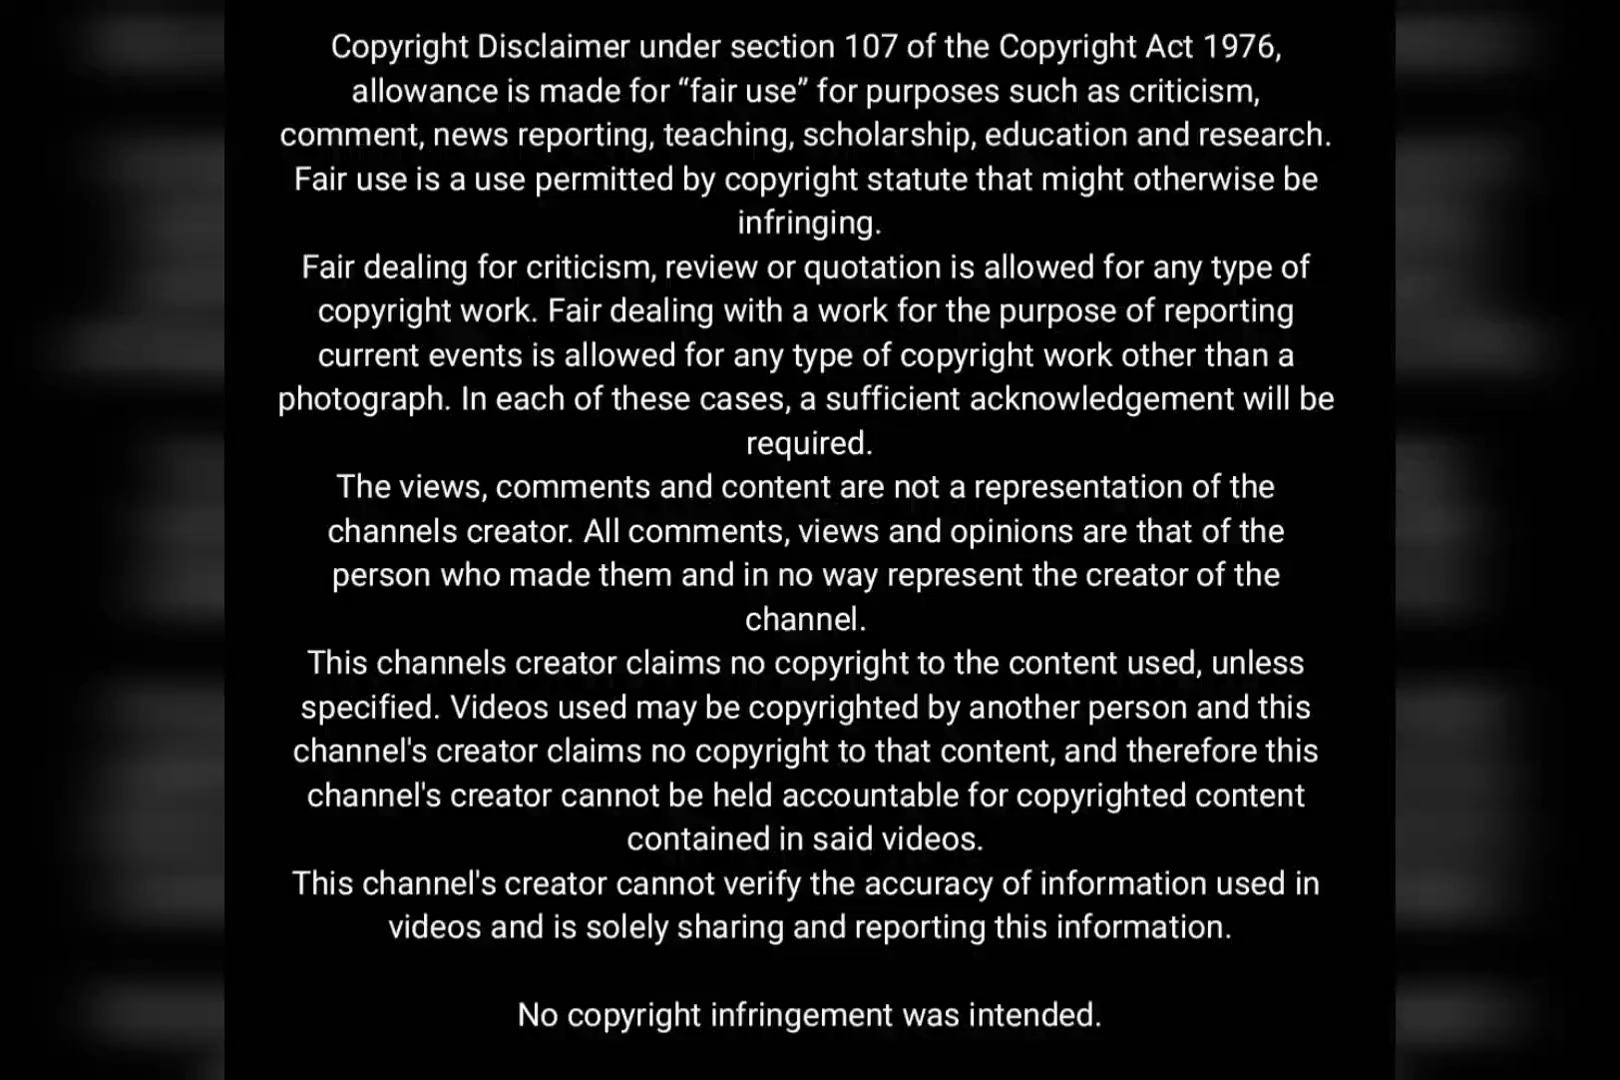 Copyright Disclaimer under section 107 of the Copyright Act 1976,
allowance is made for “fair use” for purposes such as criticism,
comment, news reporting, teaching, scholarship, education and research.
Fair use is a use permitted by copyright statute that might otherwise be
infringing.
Fair dealing for criticism, review or quotation is allowed for any type of
copyright work. Fair dealing with a work for the purpose of reporting
current events is allowed for any type of copyright work other than a
photograph. In each of these cases, a sufficient acknowledgement will be
required.
The views, comments and content are not a representation of the
channels creator. All comments, views and opinions are that of the
person who made them and in no way represent the creator of the
channel.
This channels creator claims no copyright to the content used, unless
specified. Videos used may be copyrighted by another person and this
channel's creator claims no copyright to that content, and therefore this
channel's creator cannot be held accountable for copyrighted content
contained in said videos.
This channel's creator cannot verify the accuracy of information used in
videos and is solely sharing and reporting this information.
No copyright infringement was intended.